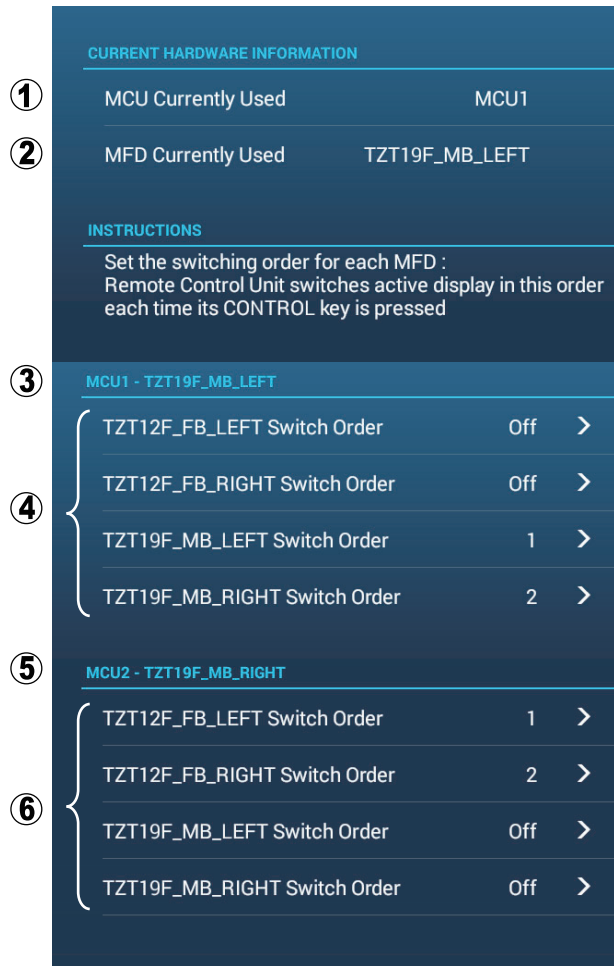 CURRENT HARDWARE INFORMATION
① MCU Currently Used MCU1
② MFD Currently Used TZT19F_MB_LEFT
INSTRUCTIONS
Set the switching order for each MFD :
Remote Control Unit switches active display in this order
each time its CONTROL key is pressed
③ MCU1 - TZT19F_MB_LEFT
TZT12F_FB_LEFT Switch Order Off >
TZT12F_FB_RIGHT Switch Order Off >
④
TZT19F_MB_LEFT Switch Order 1 >
TZT19F_MB_RIGHT Switch Order 2 >
⑤ MCU2 - TZT19F_MB_RIGHT
TZT12F_FB_LEFT Switch Order 1 >
TZT12F_FB_RIGHT Switch Order 2 >
⑥
TZT19F_MB_LEFT Switch Order Off >
TZT19F_MB_RIGHT Switch Order Off >